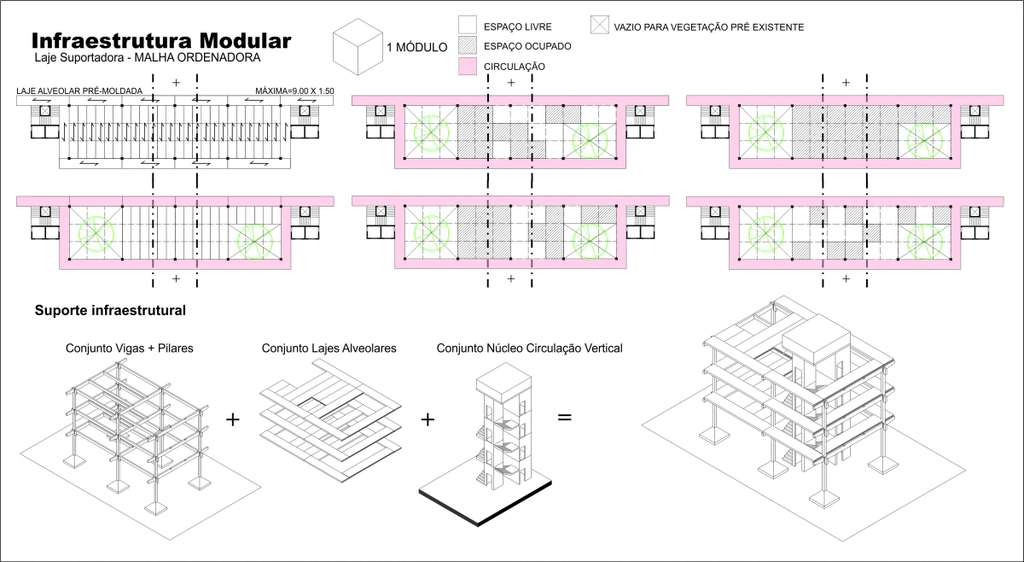 Infraestrutura Modular
Laje Suportadora - MALHA ORDENADORA
1 MÓDULO
ESPAÇO LIVRE
ESPAÇO OCUPADO
CIRCULAÇÃO
VAZIO PARA VEGETAÇÃO PRÉ EXISTENTE
LAJE ALVEOLAR PRÉ-MOLDADA
MÁXIMA=9.00 X 1.50
Suporte infraestrutural
Conjunto Vigas + Pilares
Conjunto Lajes Alveolares
Conjunto Núcleo Circulação Vertical
+
+
=